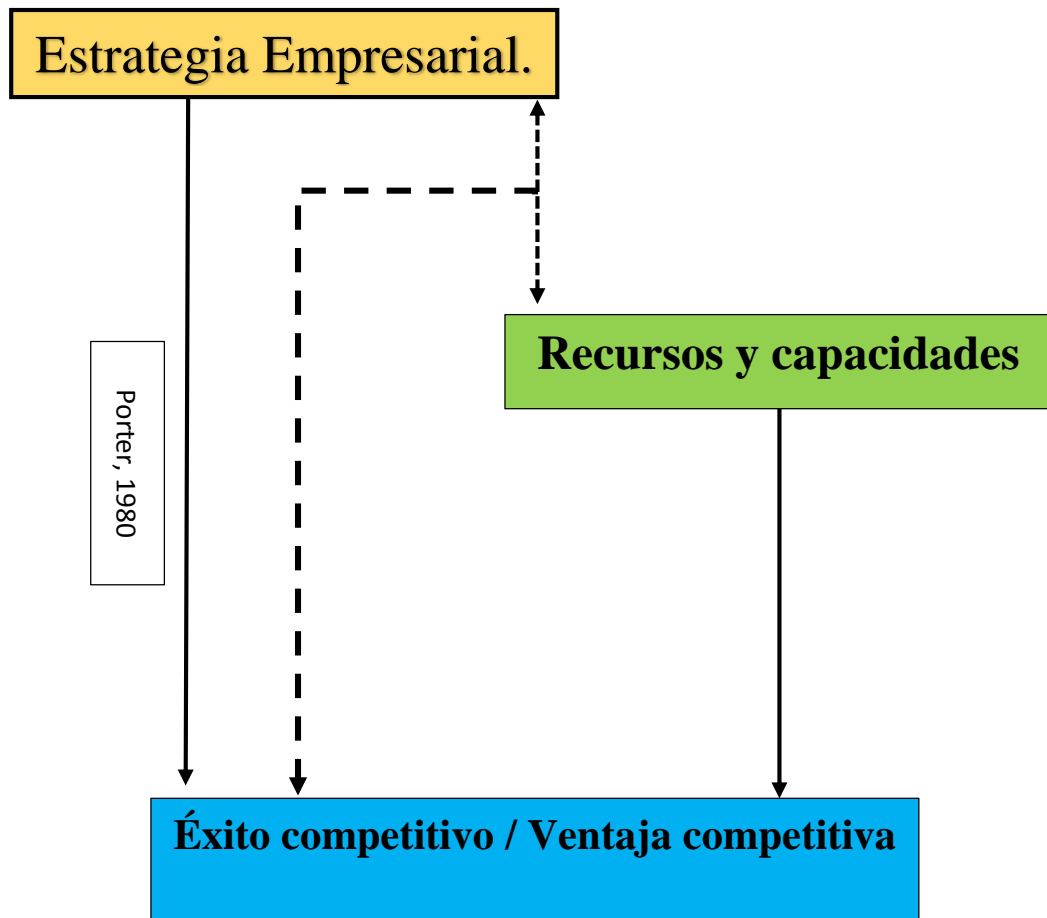 Estrategia Empresarial.
Recursos y capacidades
Porter, 1980
Éxito competitivo / Ventaja competitiva